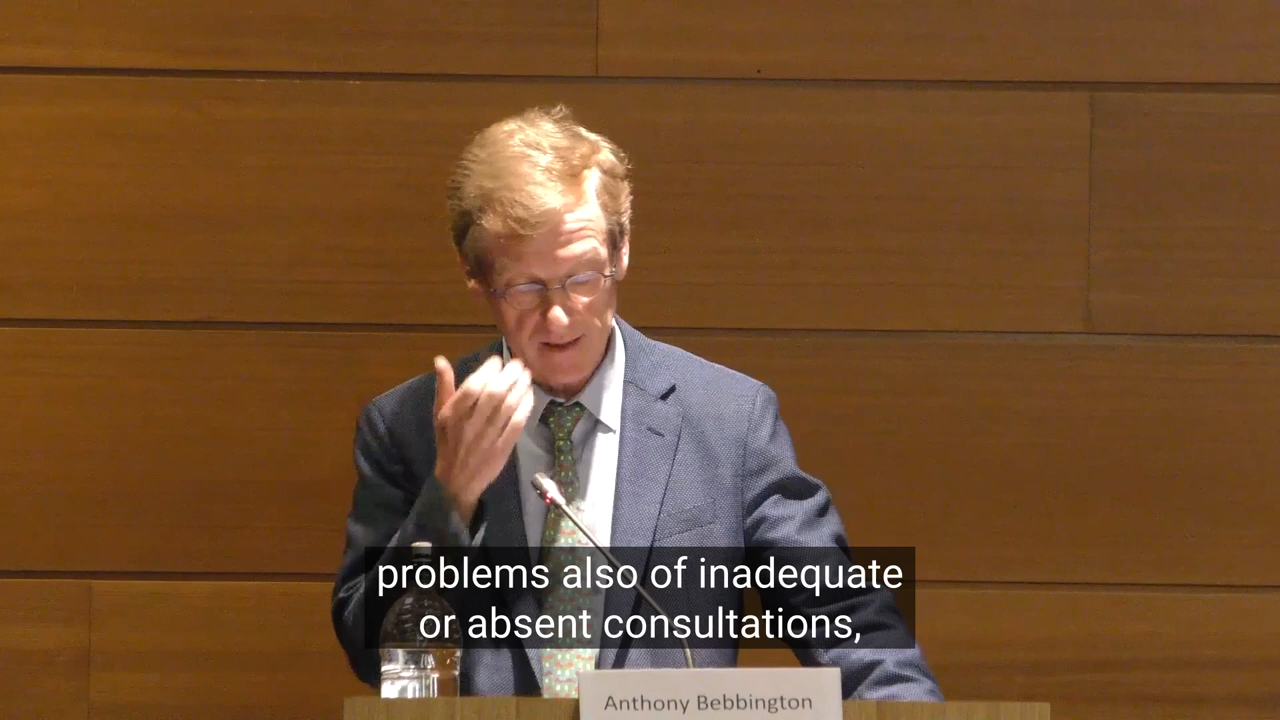 problems also of inadequate
or absent consultations,
Anthony Bebbington